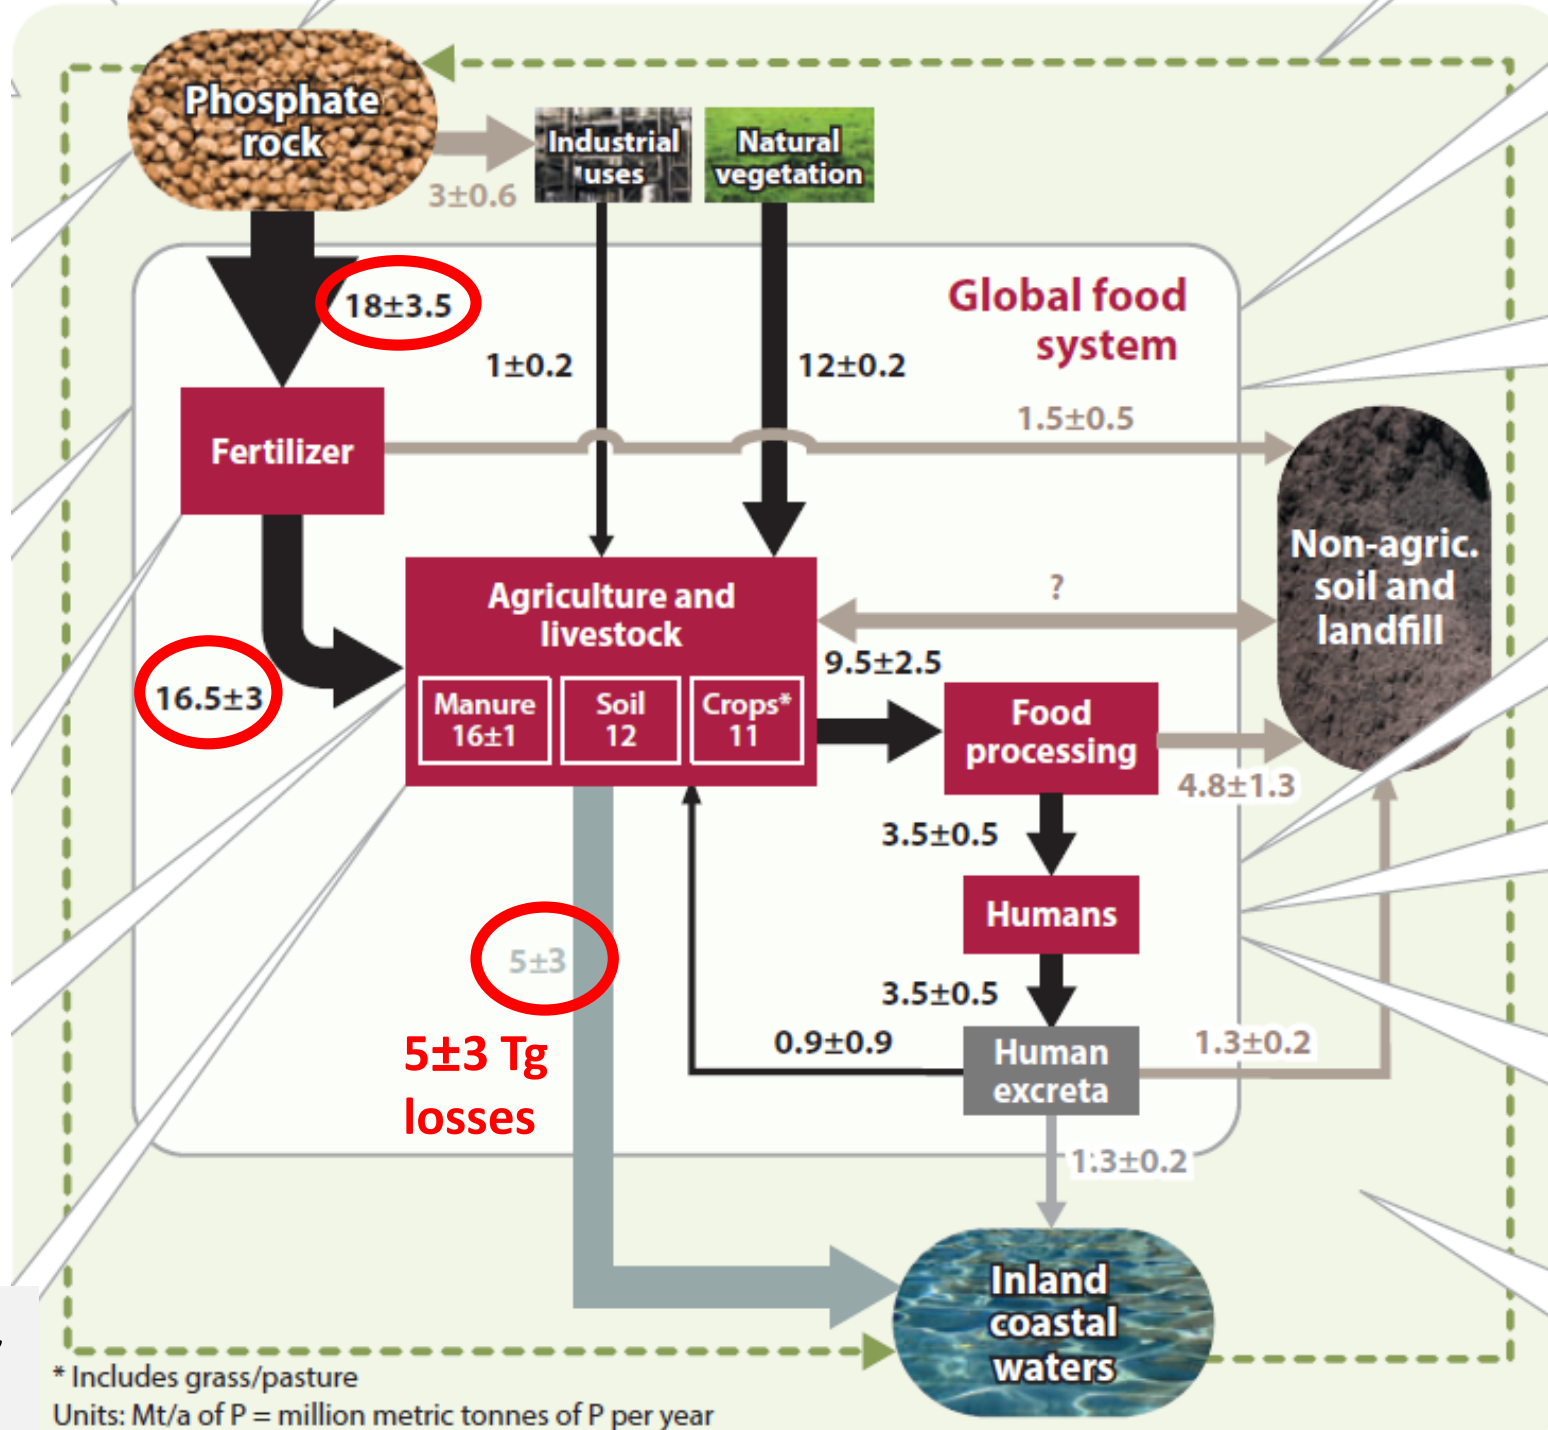 Phosphate
rock
Industrial
uses
Natural
vegetation
3±0.6
18±3.5
Global food
system
1±0.2
12±0.2
1.5±0.5
Fertilizer
Non-agric.
soil and
landfill
?
Agriculture and
livestock
9.5±2.5
16.5±3
Manure
16±1
Soil
12
Crops*
11
Food
processing
4.8±1.3
3.5±0.5
Humans
5±3
3.5±0.5
5±3 Tg
losses
0.9±0.9
Human
excreta
1.3±0.2
1.3±0.2
Inland
coastal
waters
* Includes grass/pasture
Units: Mt/a of P = million metric tonnes of P per year